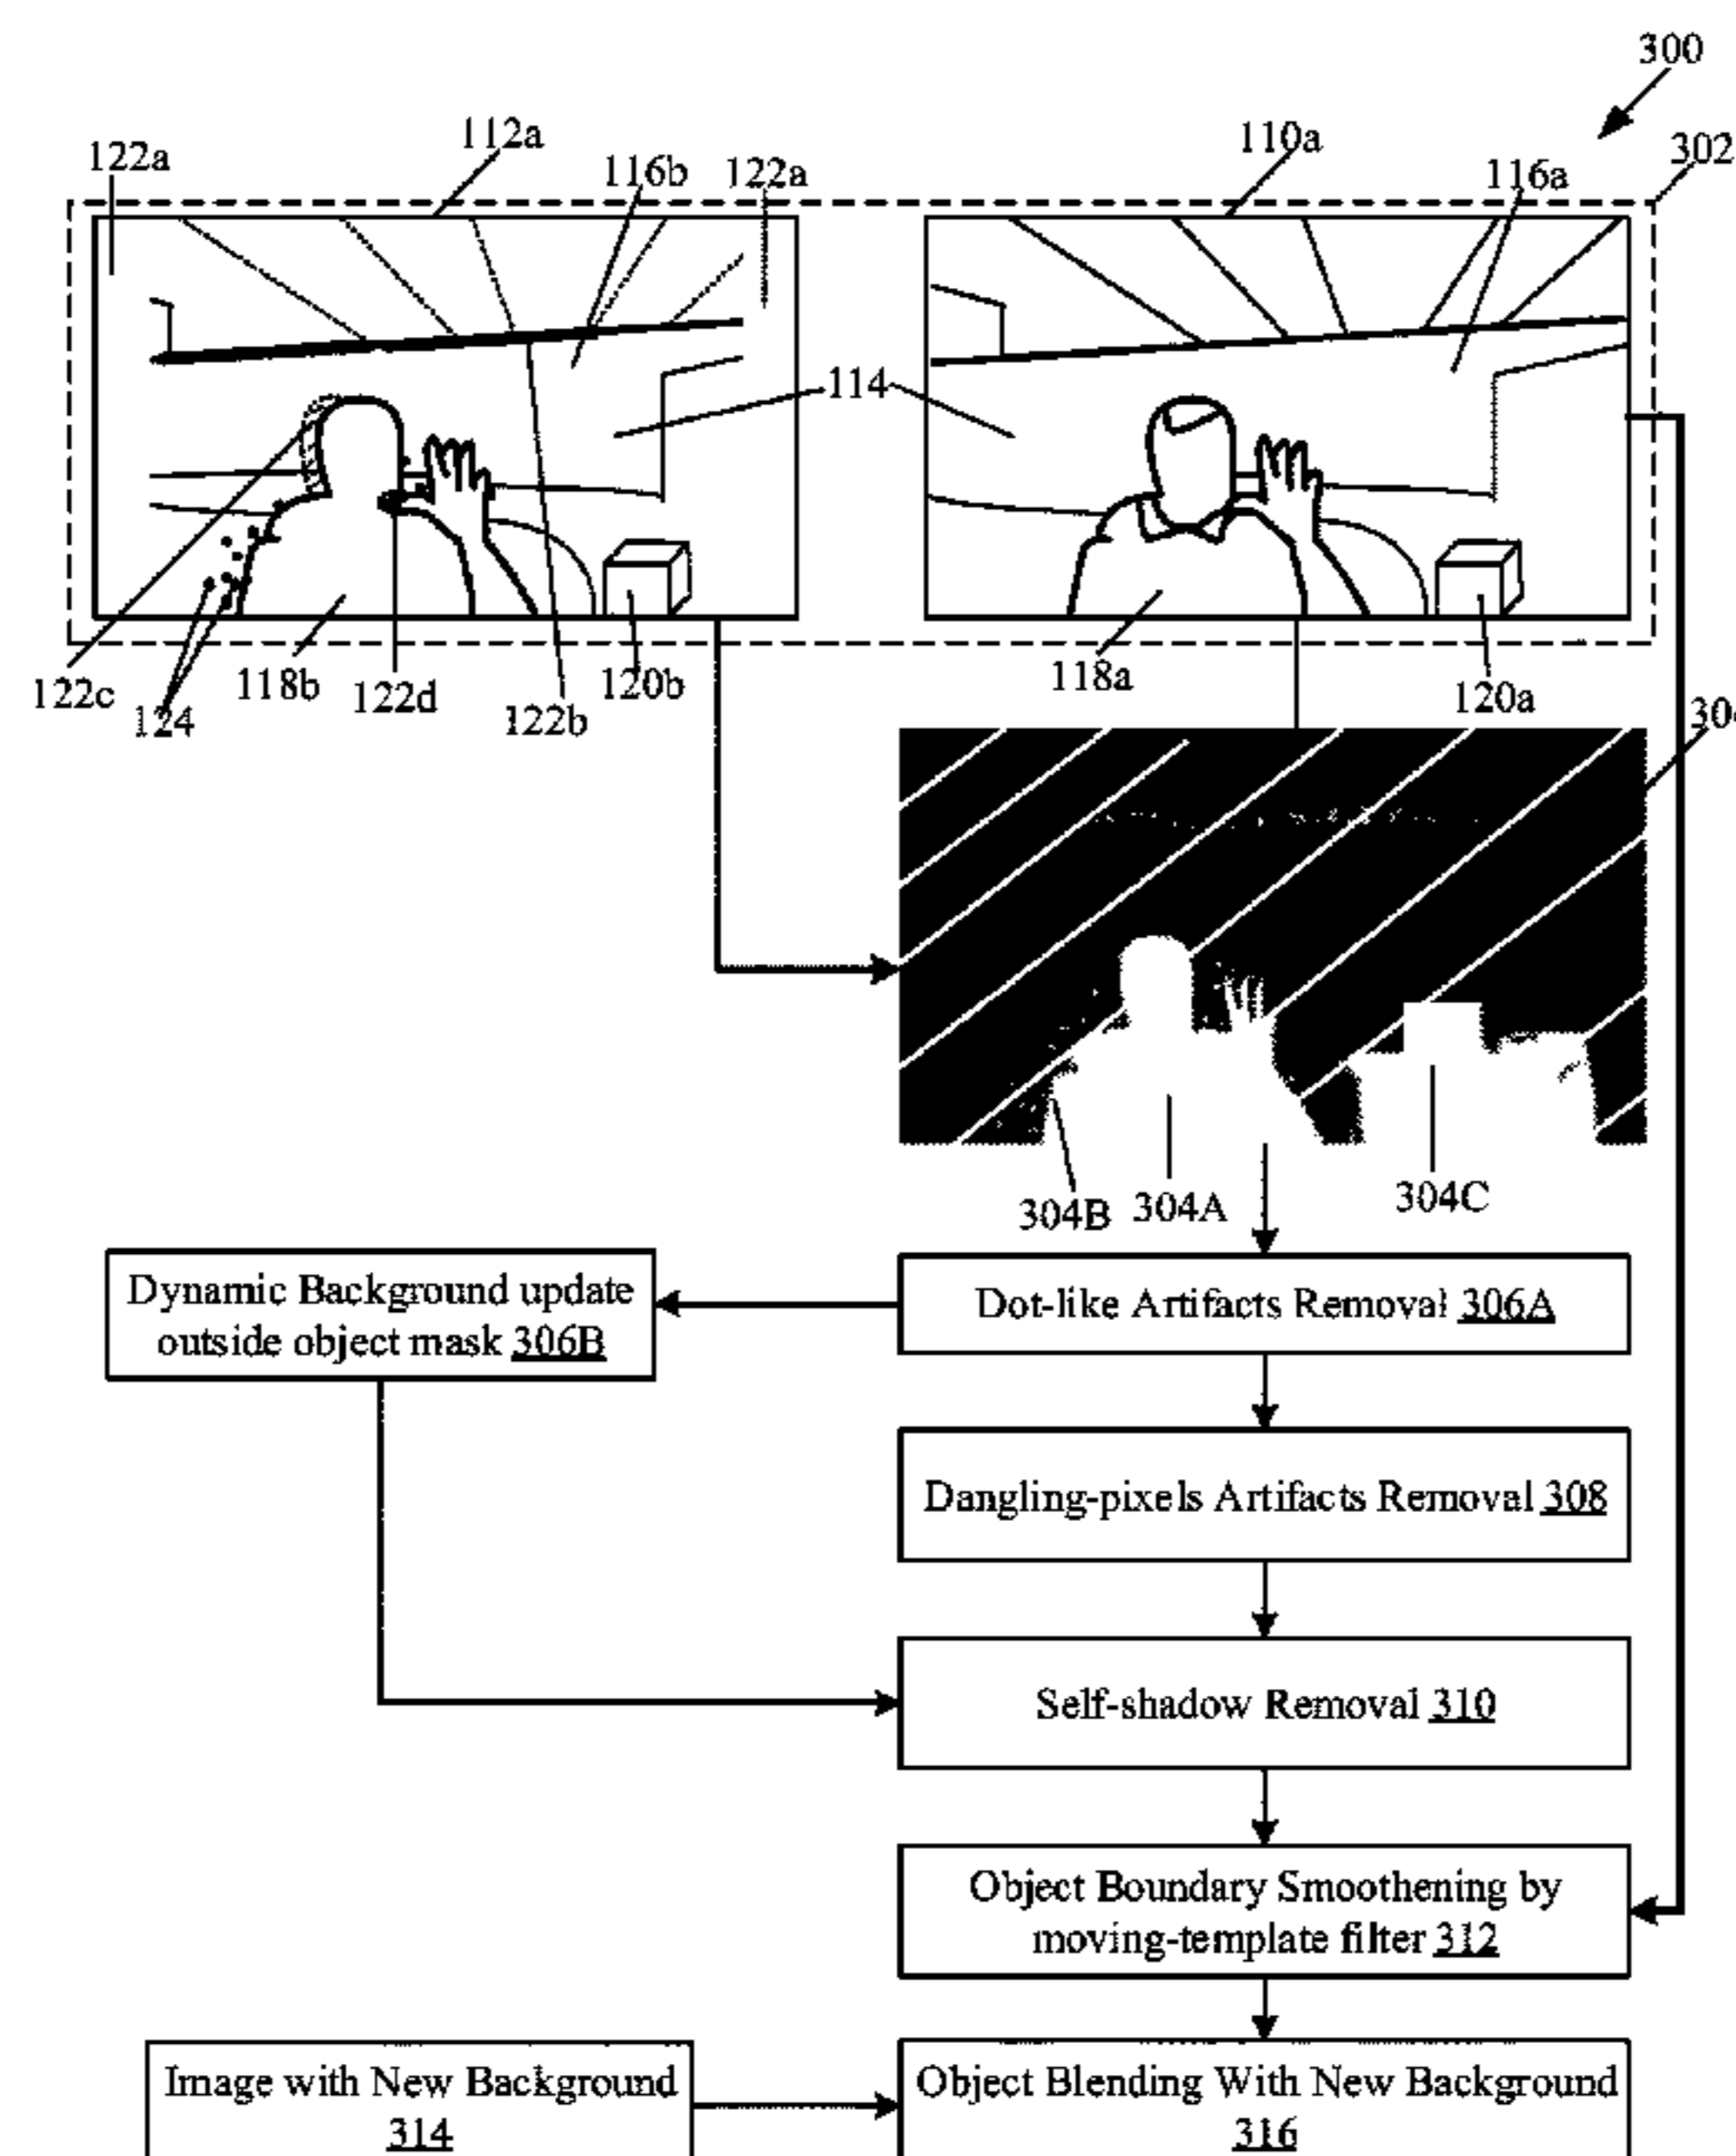 300
112a
110a
302
122a
116b
122a
116a
114
122c
124
118b
122d
122b
120b
118a
120a
304B
304A
304C
Dynamic Background update
outside object mask 306B
Dot-like Artifacts Removal 306A
Dangling-pixels Artifacts Removal 308
Self-shadow Removal 310
Object Boundary Smoothening by
moving-template filter 312
Image with New Background
314
Object Blending With New Background
316